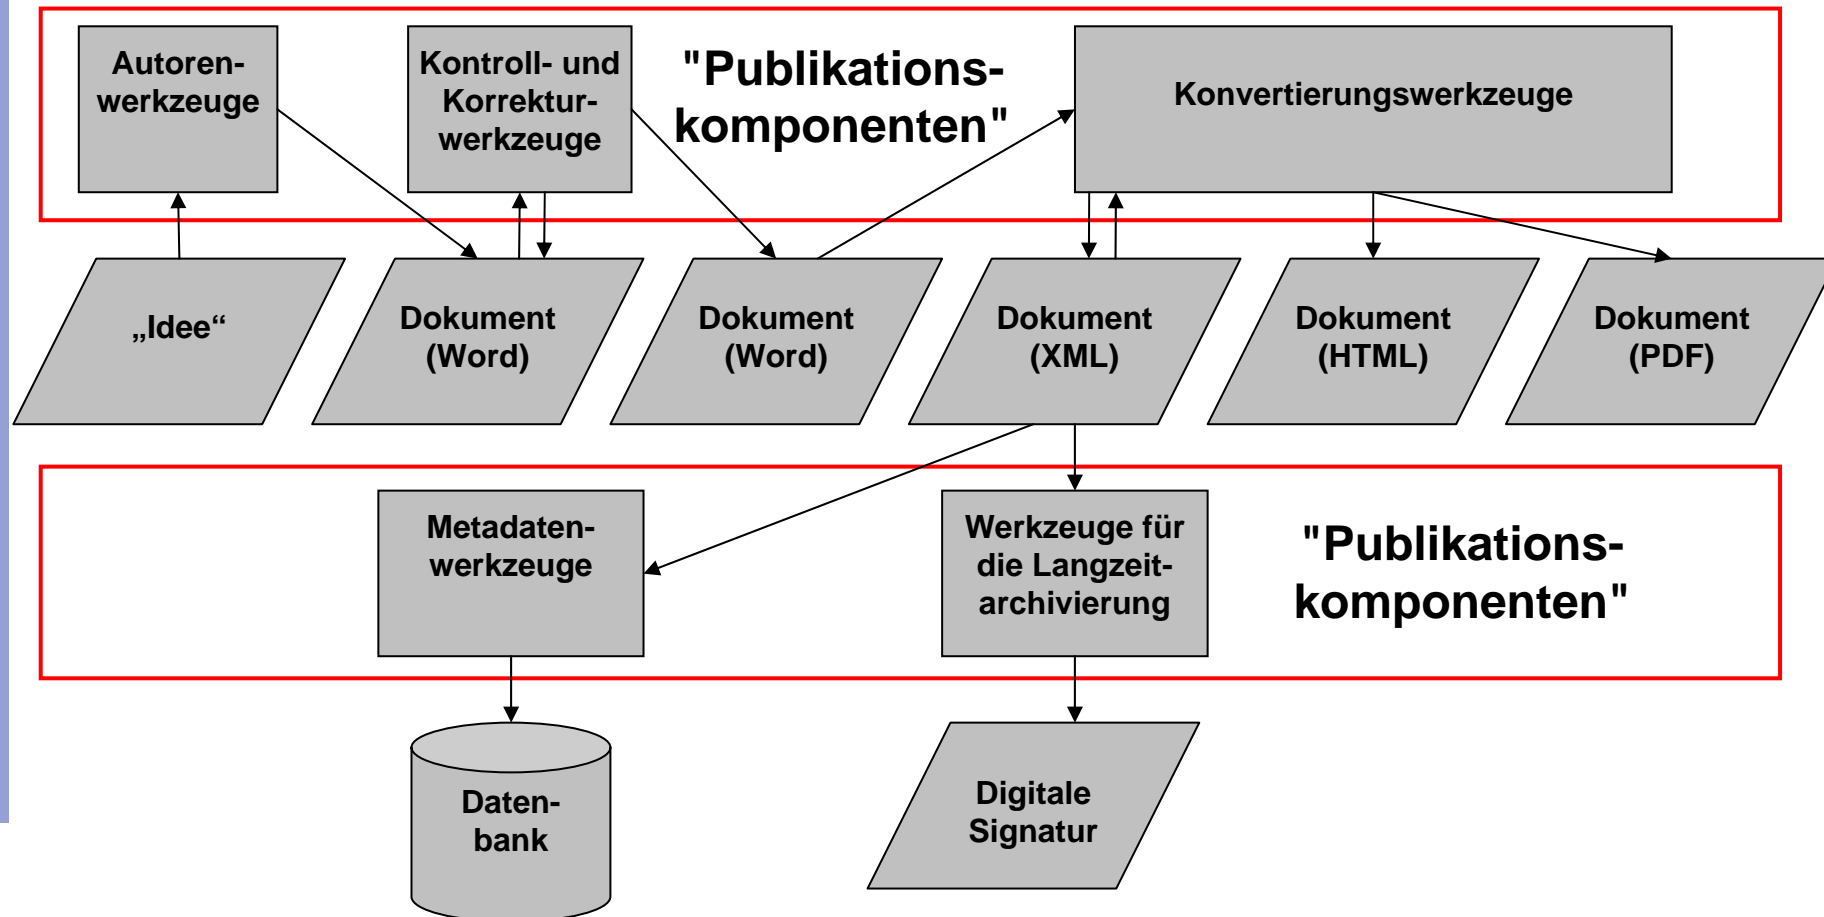 Autoren-
werkzeuge
Kontroll- und
Korrektur-
werkzeuge
"Publikations-
komponenten"
Konvertierungswerkzeuge
„Idee“
Dokument
(Word)
Dokument
(Word)
Dokument
(XML)
Dokument
(HTML)
Dokument
(PDF)
Metadaten-
werkzeuge
Werkzeuge für
die Langzeit-
archivierung
"Publikations-
komponenten"
Daten-
bank
Digitale
Signatur